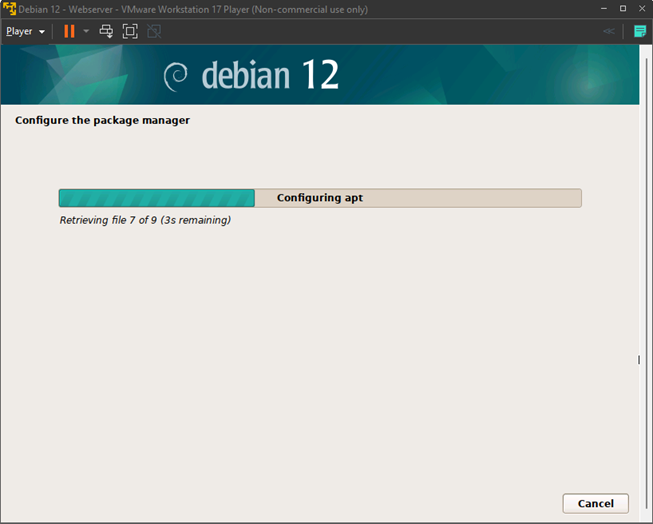 Debian 12 - Webserver - VMware Workstation 17 Player (Non-commercial use only)
Player
debian 12
Configure the package manager
Configuring apt
Retrieving file 7 of 9 (3s remaining)
Cancel